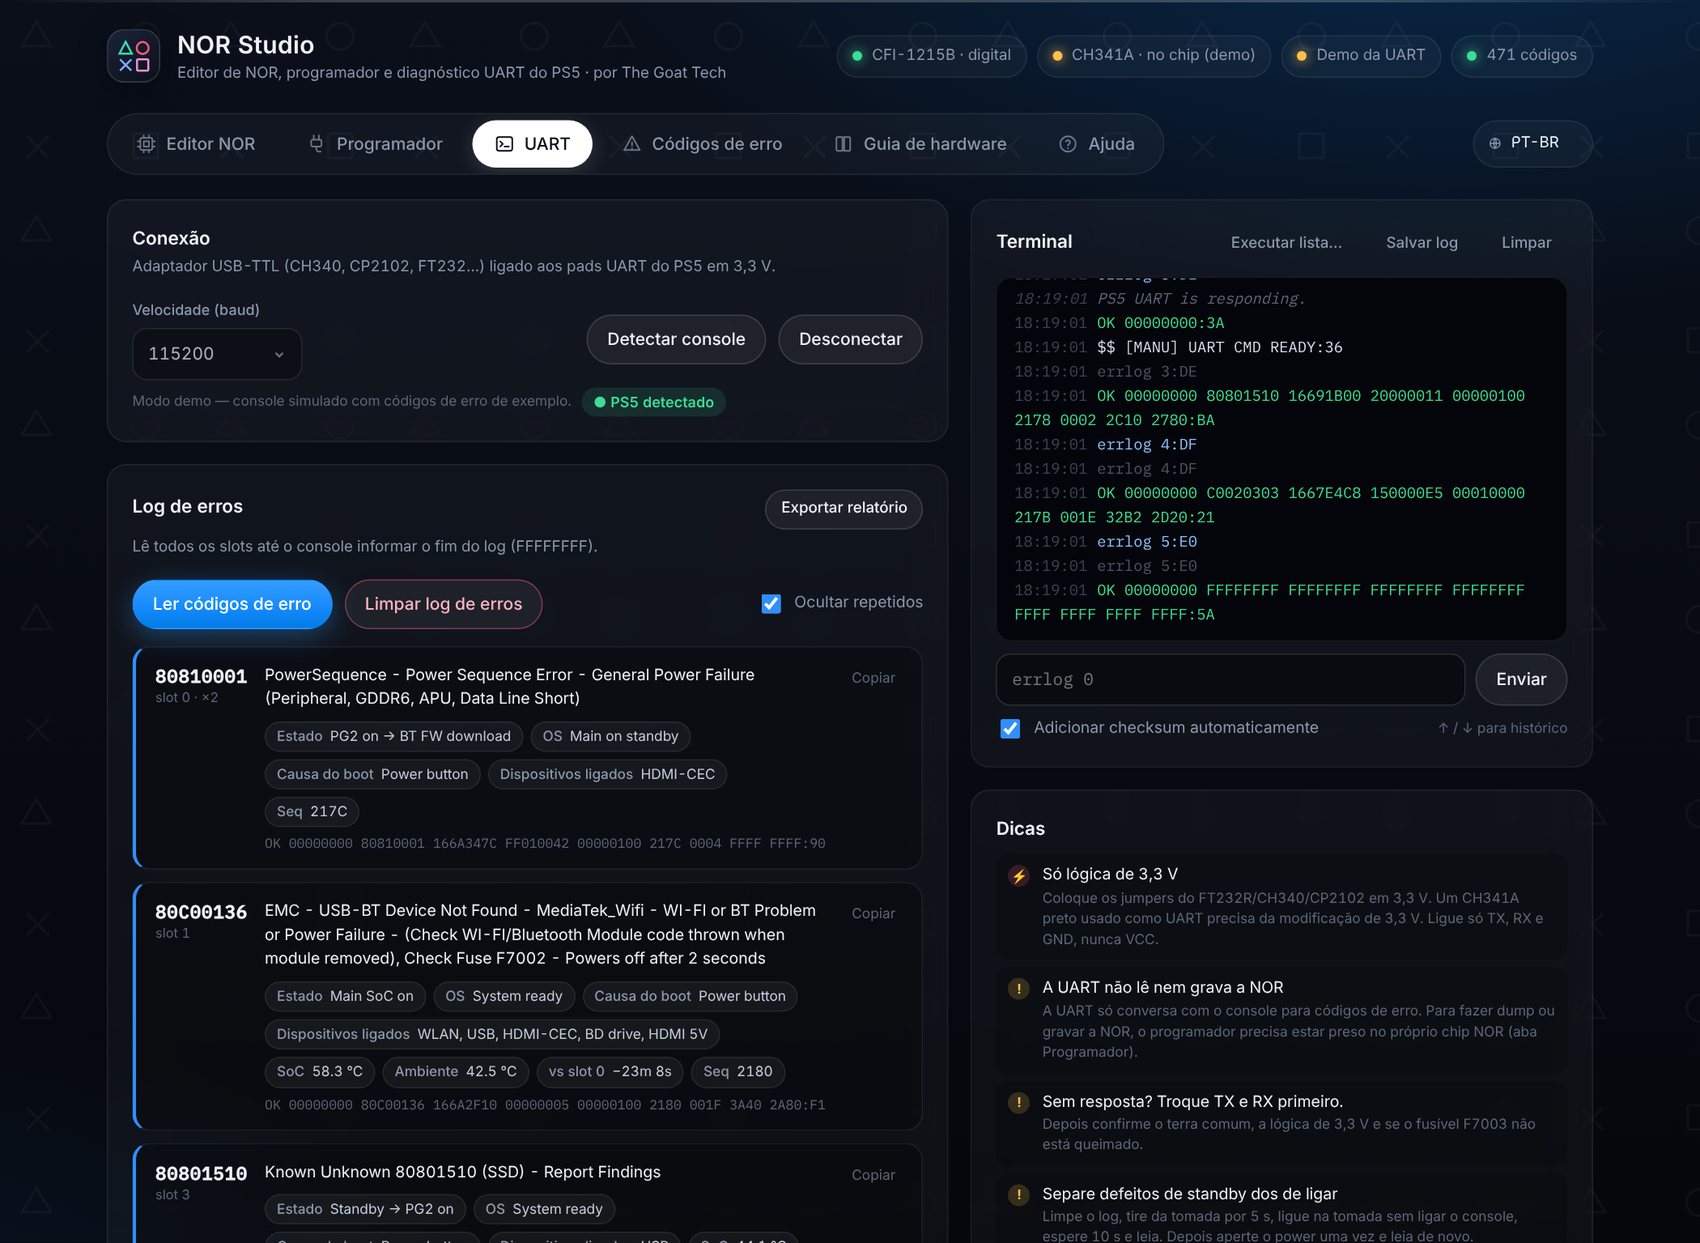 NOR Studio
Editor de NOR, programador e diagnóstico UART do PS5 · por The Goat Tech
CFI-1215B · digital
CH341A · no chip (demo)
Demo da UART
471 códigos
Editor NOR
Programador
UART
Códigos de erro
Guia de hardware
Ajuda
PT-BR
Conexão
Adaptador USB-TTL (CH340, CP2102, FT232…) ligado aos pads UART do PS5 em 3,3 V.
Velocidade (baud)
115200
Detectar console
Desconectar
Modo demo — console simulado com códigos de erro de exemplo.
PS5 detectado
Log de erros
Exportar relatório
Lê todos os slots até o console informar o fim do log (FFFFFFFF).
Ler códigos de erro
Limpar log de erros
Ocultar repetidos
80810001
slot 0 · ×2
PowerSequence - Power Sequence Error - General Power Failure
(Peripheral, GDDR6, APU, Data Line Short)
Copiar
Estado PG2 on → BT FW download
OS Main on standby
Causa do boot Power button
Dispositivos ligados HDMI-CEC
Seq 217C
OK 00000000 80810001 166A347C FF010042 00000100 217C 0004 FFFF FFFF:90
80C00136
slot 1
EMC - USB-BT Device Not Found - MediaTek_Wifi - WI-FI or BT Problem
or Power Failure - (Check WI-FI/Bluetooth Module code thrown when
module removed), Check Fuse F7002 - Powers off after 2 seconds
Copiar
Estado Main SoC on
OS System ready
Causa do boot Power button
Dispositivos ligados WLAN, USB, HDMI-CEC, BD drive, HDMI 5V
SoC 58.3 °C
Ambiente 42.5 °C
vs slot 0 −23m 8s
Seq 2180
OK 00000000 80C00136 166A2F10 00000005 00000100 2180 001F 3A40 2A80:F1
80801510
slot 3
Known Unknown 80801510 (SSD) - Report Findings
Copiar
Estado Standby → PG2 on
OS System ready
Terminal
Executar lista…
Salvar log
Limpar
18:19:01 PS5 UART is responding.
18:19:01 OK 00000000:3A
18:19:01 $$ [MANU] UART CMD READY:36
18:19:01 errlog 3:DE
18:19:01 OK 00000000 80801510 16691B00 20000011 00000100
2178 0002 2C10 2780:BA
18:19:01 errlog 4:DF
18:19:01 errlog 4:DF
18:19:01 OK 00000000 C0020303 1667E4C8 150000E5 00010000
217B 001E 32B2 2D20:21
18:19:01 errlog 5:E0
18:19:01 errlog 5:E0
18:19:01 OK 00000000 FFFFFFFF FFFFFFFF FFFFFFFF FFFFFFFF
FFFF FFFF FFFF FFFF:5A
errlog 0
Enviar
Adicionar checksum automaticamente
↑ / ↓ para histórico
Dicas
Só lógica de 3,3 V
Coloque os jumpers do FT232R/CH340/CP2102 em 3,3 V. Um CH341A
preto usado como UART precisa da modificação de 3,3 V. Ligue só TX, RX e
GND, nunca VCC.
A UART não lê nem grava a NOR
A UART só conversa com o console para códigos de erro. Para fazer dump ou
gravar a NOR, o programador precisa estar preso no próprio chip NOR (aba
Programador).
Sem resposta? Troque TX e RX primeiro.
Depois confirme o terra comum, a lógica de 3,3 V e se o fusível F7003 não
está queimado.
Separe defeitos de standby dos de ligar
Limpe o log, tire da tomada por 5 s, ligue na tomada sem ligar o console,
espere 10 s e leia. Depois aperte o power uma vez e leia de novo.